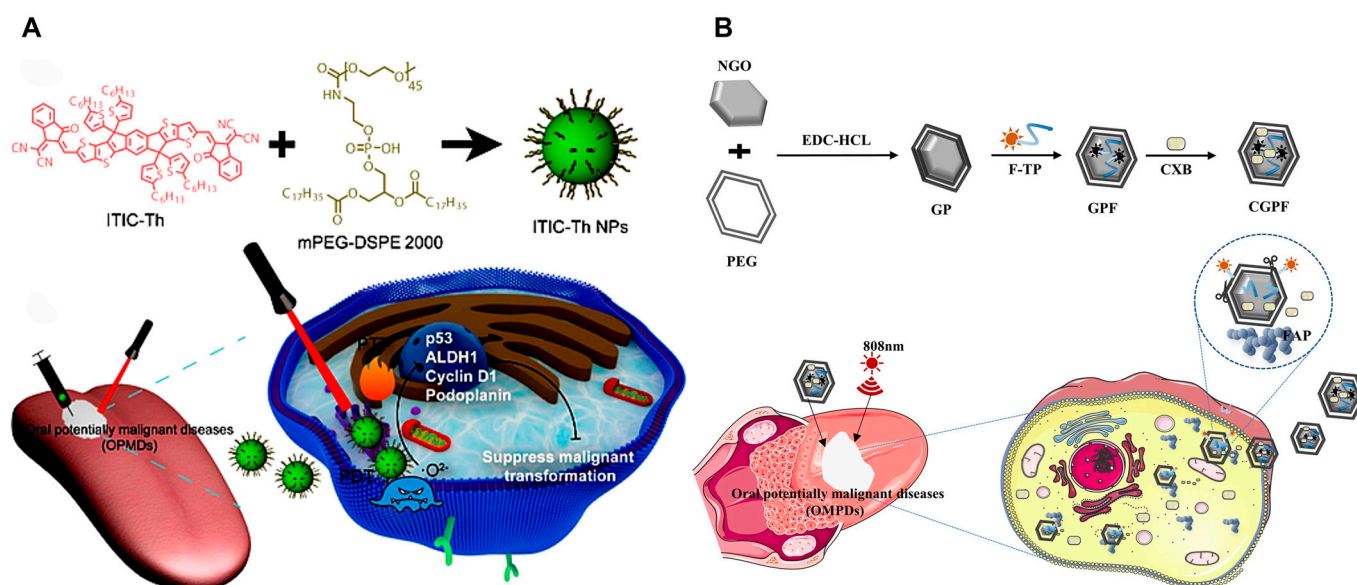 A
C₆H₁₃
C₆H₁₃
NC
CN
CN
CN
C₆H₁₃
C₆H₁₃
ITIC-Th
45
HN
OH
C₁₇H₃₅
C₁₇H₃₅
mPEG-DSPE 2000
ITIC-Th NPs
Oral potentially malignant diseases
(OPMDs)
p53
ALDH1
Cyclin D1
Podoplanin
PDT
·O²⁻
Suppress malignant
transformation
B
NGO
PEG
EDC-HCL
GP
F-TP
GPF
CXB
CGPF
FAP
808nm
Oral potentially malignant diseases
(OMPDs)